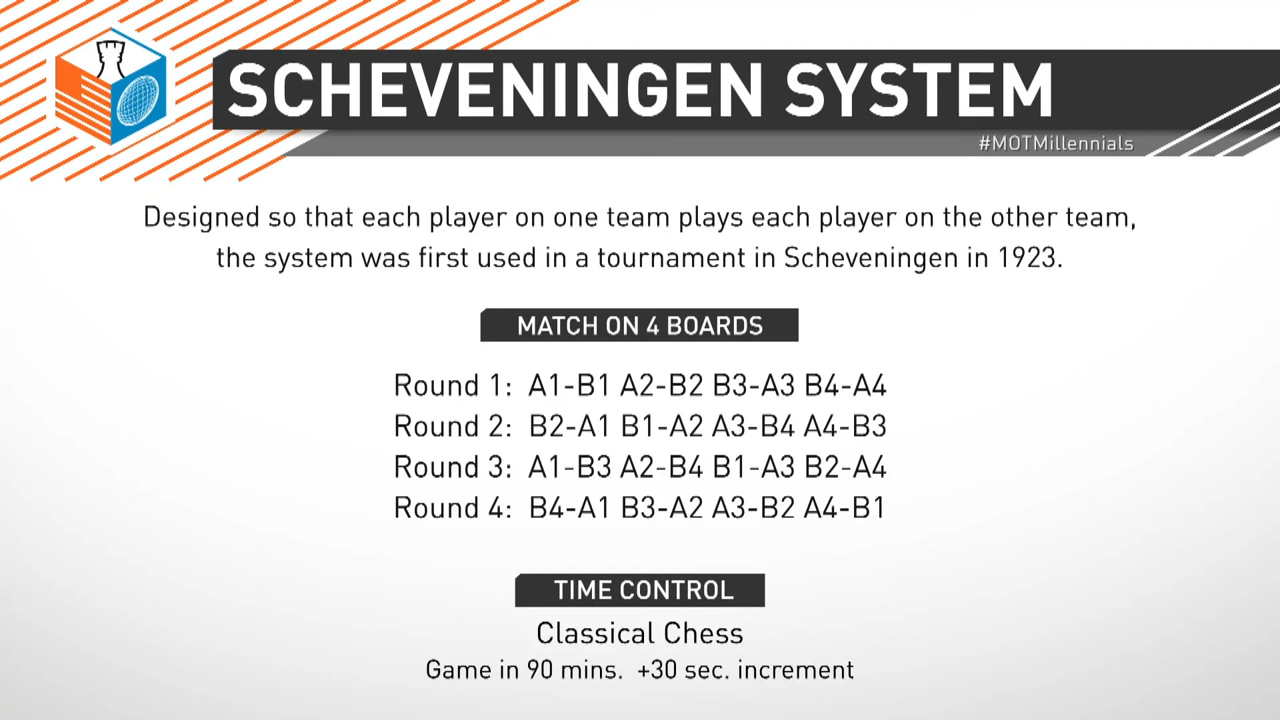 SCHEVENINGEN SYSTEM
#MOTMillennials
Designed so that each player on one team plays each player on the other team,
the system was first used in a tournament in Scheveningen in 1923.
MATCH ON 4 BOARDS
Round 1: A1-B1 A2-B2 B3-A3 B4-A4
Round 2: B2-A1 B1-A2 A3-B4 A4-B3
Round 3: A1-B3 A2-B4 B1-A3 B2-A4
Round 4: B4-A1 B3-A2 A3-B2 A4-B1
TIME CONTROL
Classical Chess
Game in 90 mins. +30 sec. increment